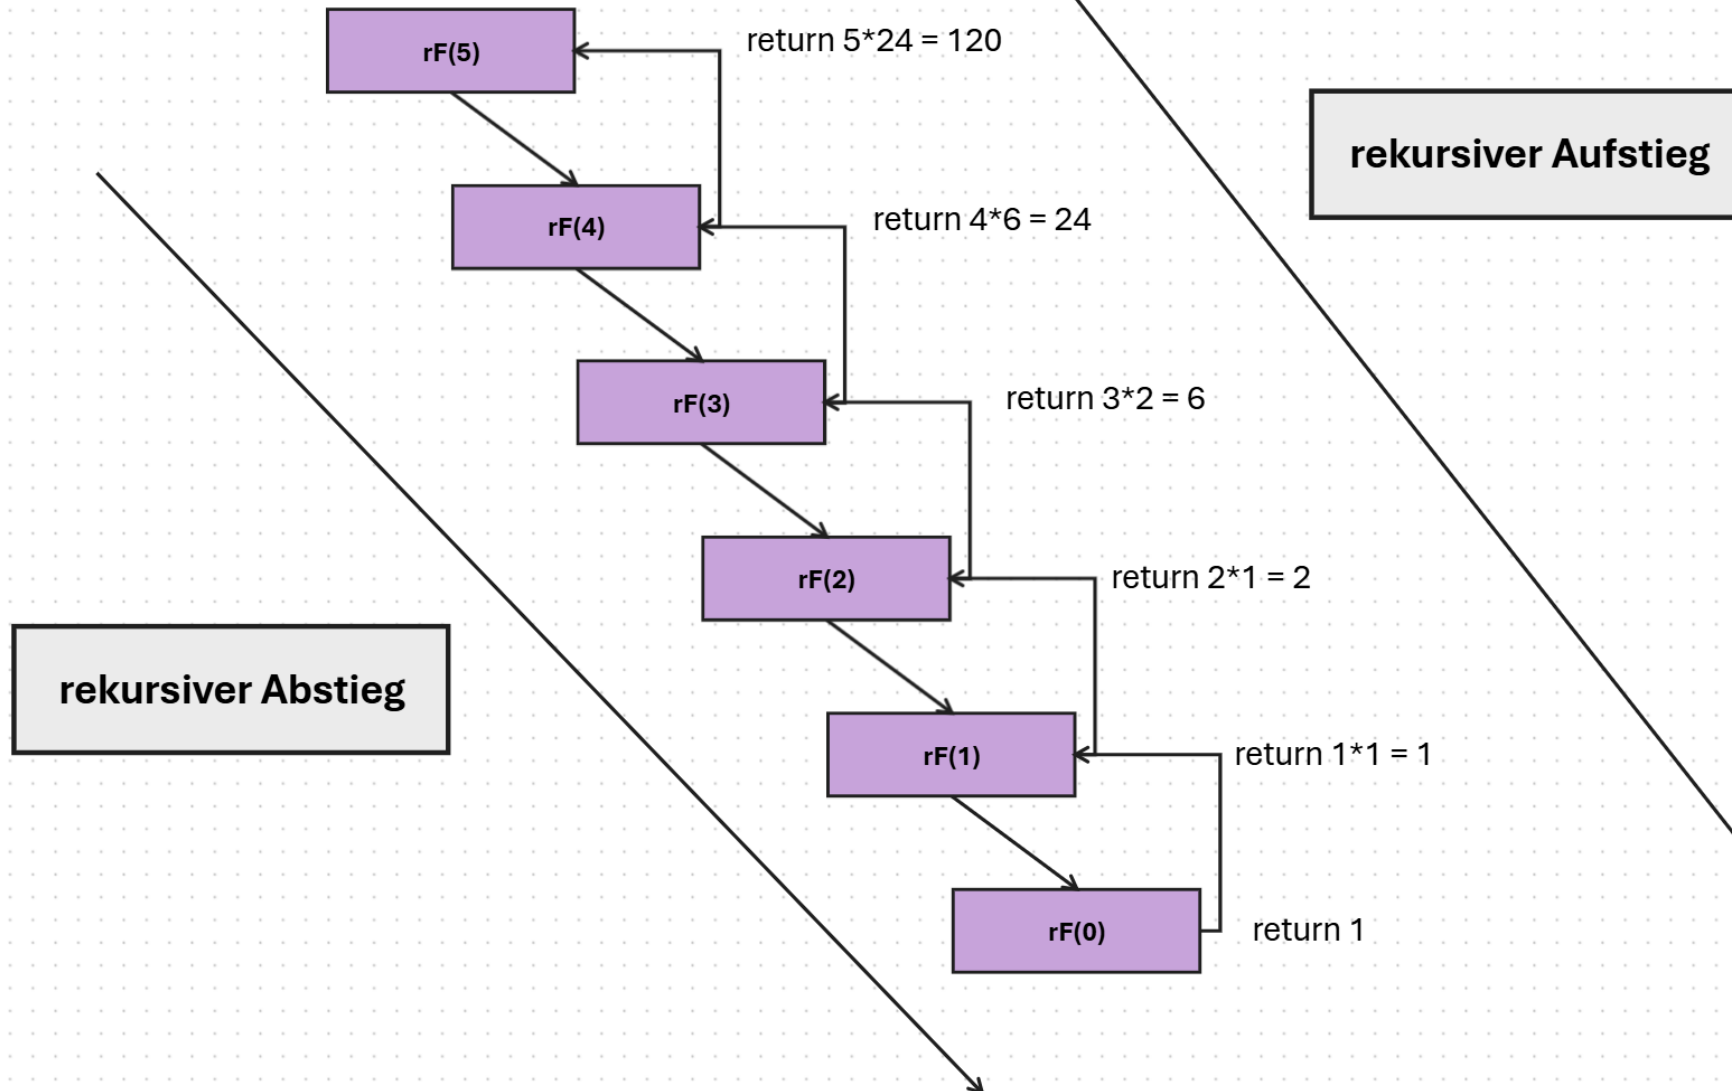 rF(5)
return 5*24 = 120
rekursiver Aufstieg
rF(4)
return 4*6 = 24
rF(3)
return 3*2 = 6
rF(2)
return 2*1 = 2
rekursiver Abstieg
rF(1)
return 1*1 = 1
rF(0)
return 1